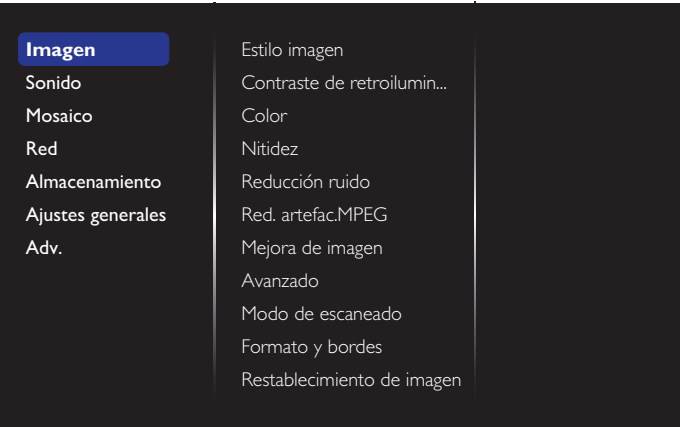 Imagen
Sonido
Mosaico
Red
Almacenamiento
Ajustes generales
Adv.
Estilo imagen
Contraste de retroilumin...
Color
Nitidez
Reducción ruido
Red. artefac.MPEG
Mejora de imagen
Avanzado
Modo de escaneado
Formato y bordes
Restablecimiento de imagen